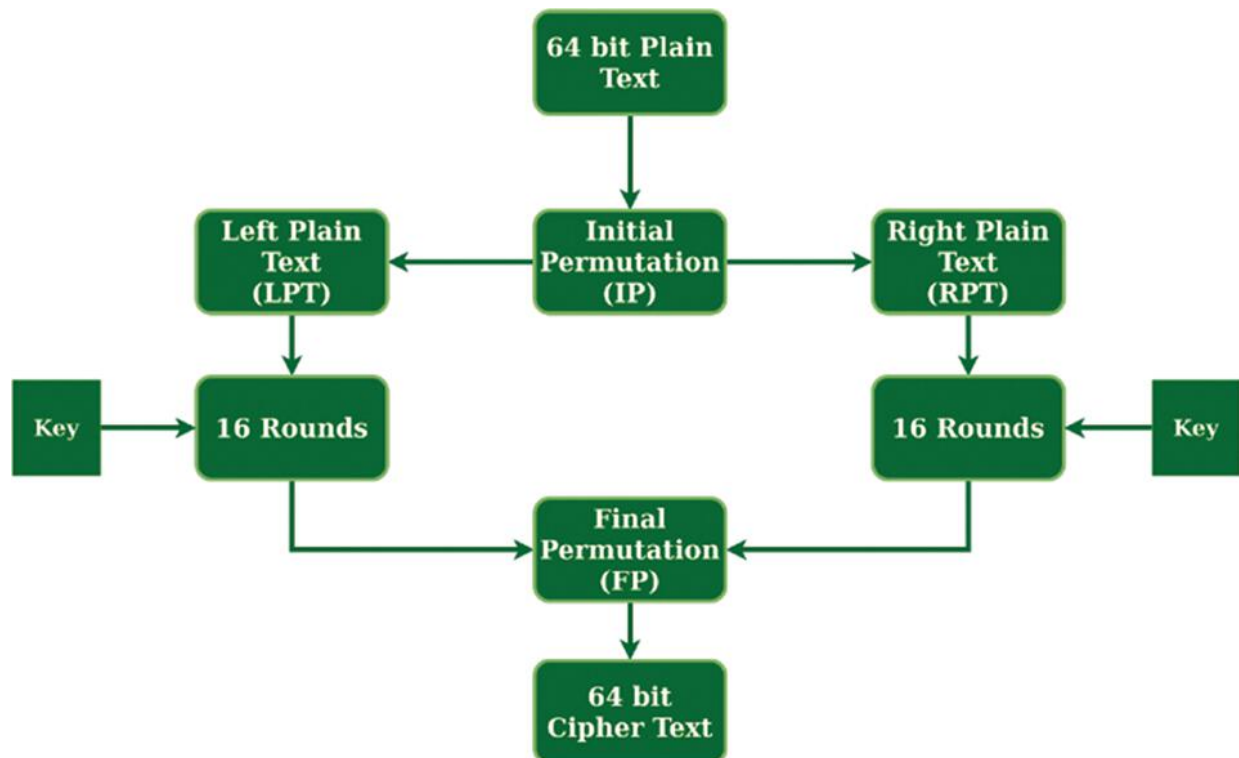 64 bit Plain
Text
Left Plain
Text
(LPT)
Initial
Permutation
(IP)
Right Plain
Text
(RPT)
Key
16 Rounds
16 Rounds
Key
Final
Permutation
(FP)
64 bit
Cipher Text